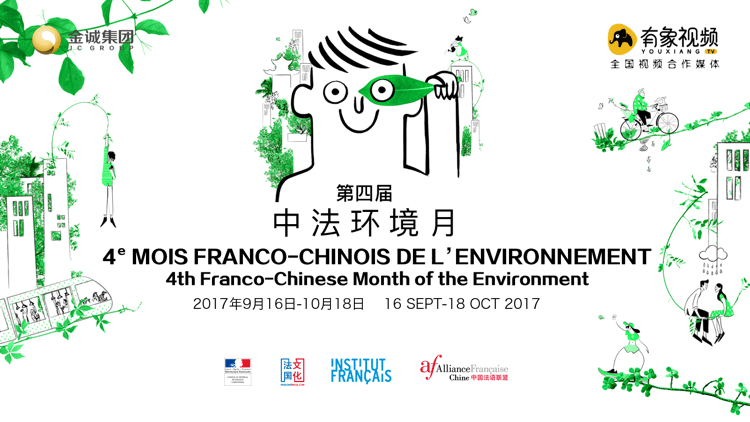 金诚集团
JC GROUP
有象视频
YOUXIANG TV
全国视频合作媒体
第四届
中法环境月
4e MOIS FRANCO-CHINOIS DE L'ENVIRONNEMENT
4th Franco-Chinese Month of the Environment
2017年9月16日-10月18日 16 SEPT-18 OCT 2017
法国文化
INSTITUT
FRANÇAIS
af AllianceFrançaise
Chine 中国法语联盟